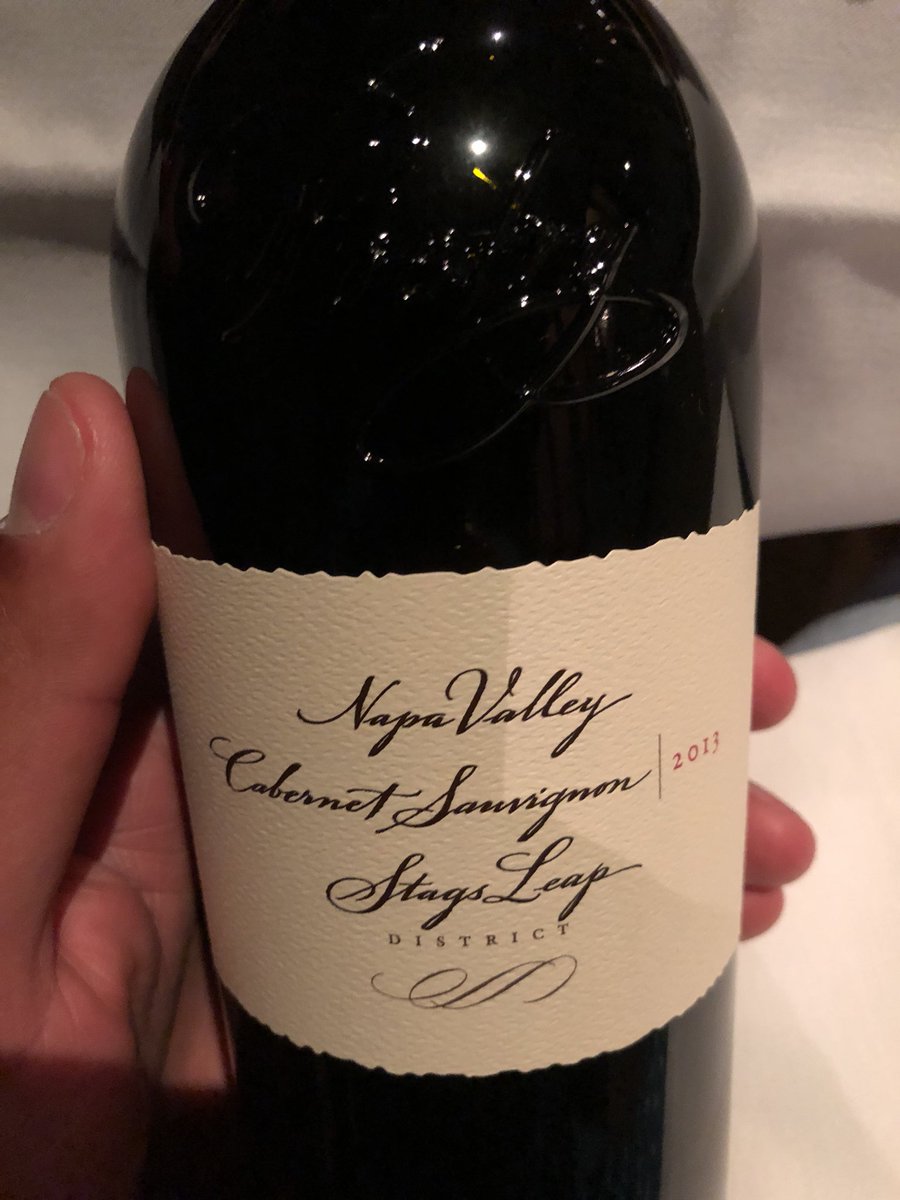 Napa Valley
Cabernet Sauvignon | 2013
Stags Leap
DISTRICT